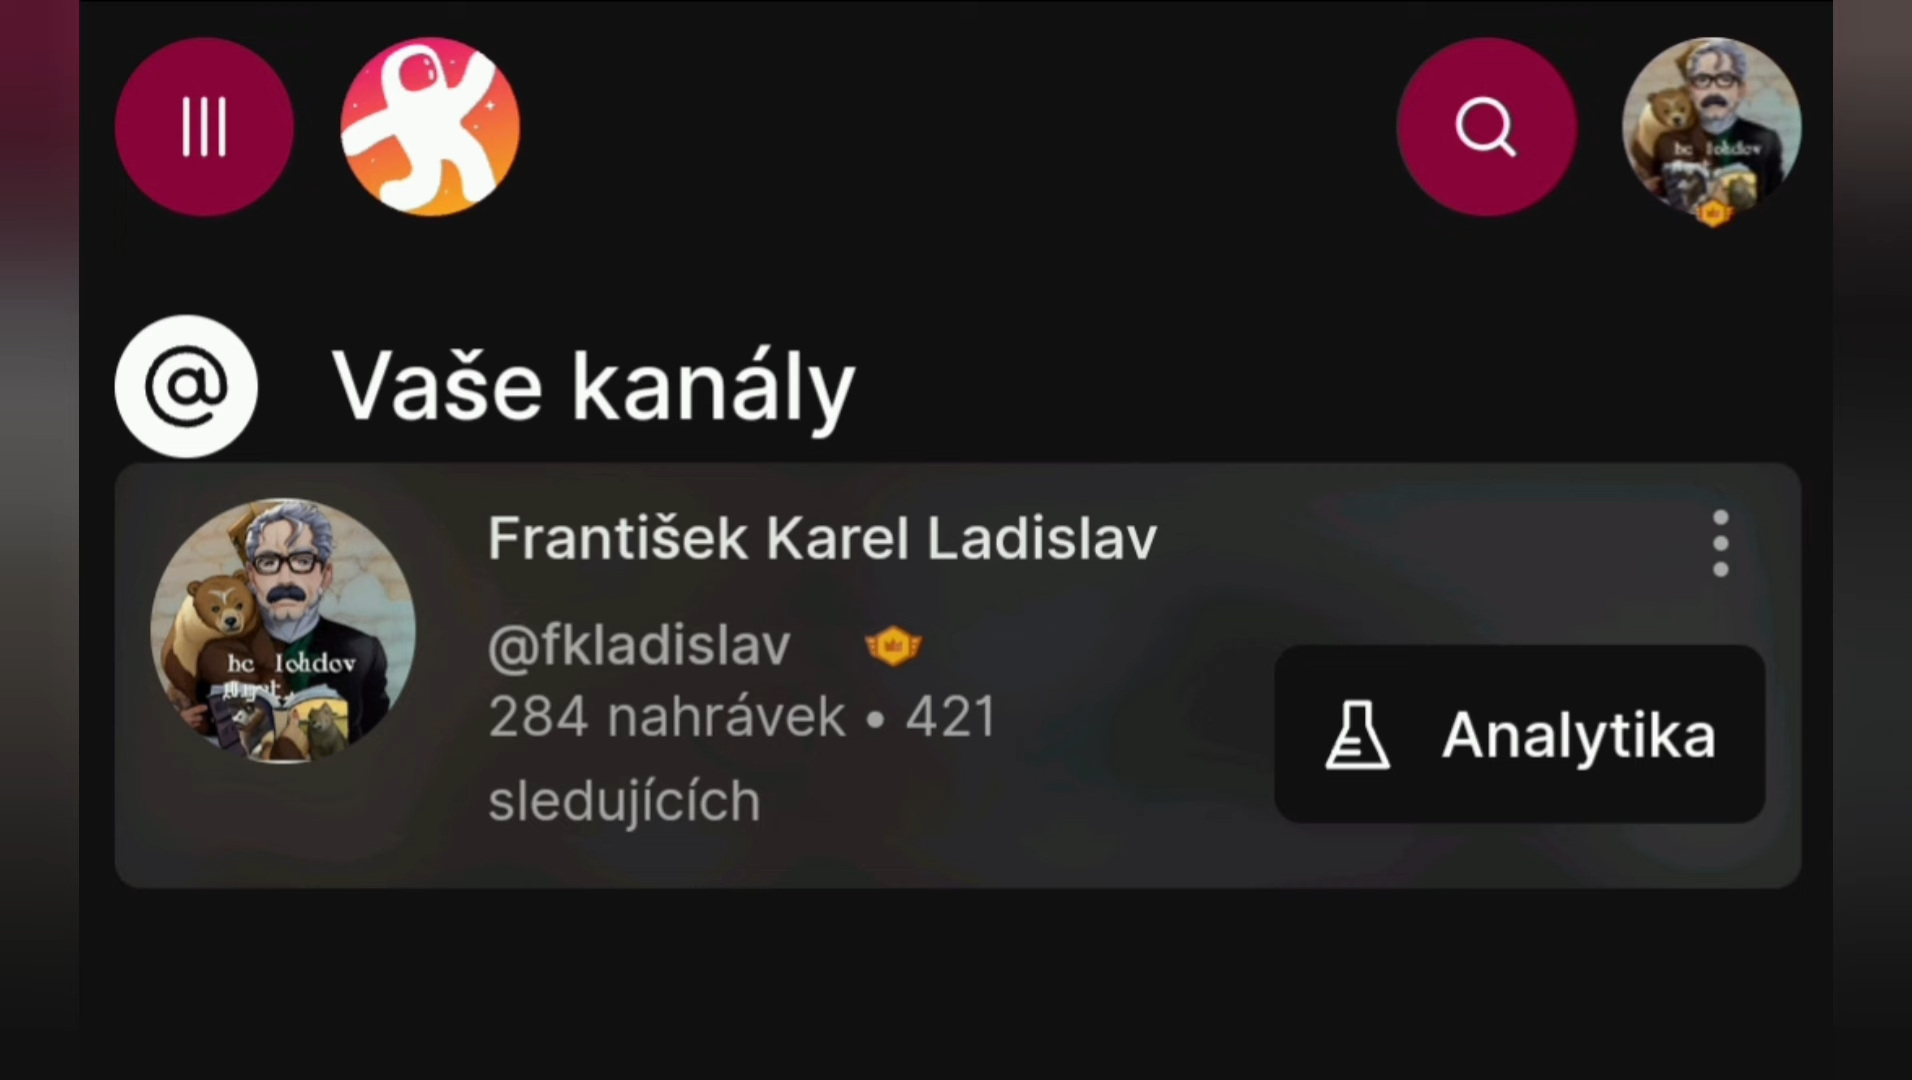 Vaše kanály
František Karel Ladislav
@fkladislav
284 nahrávek • 421
sledujících
Analytika